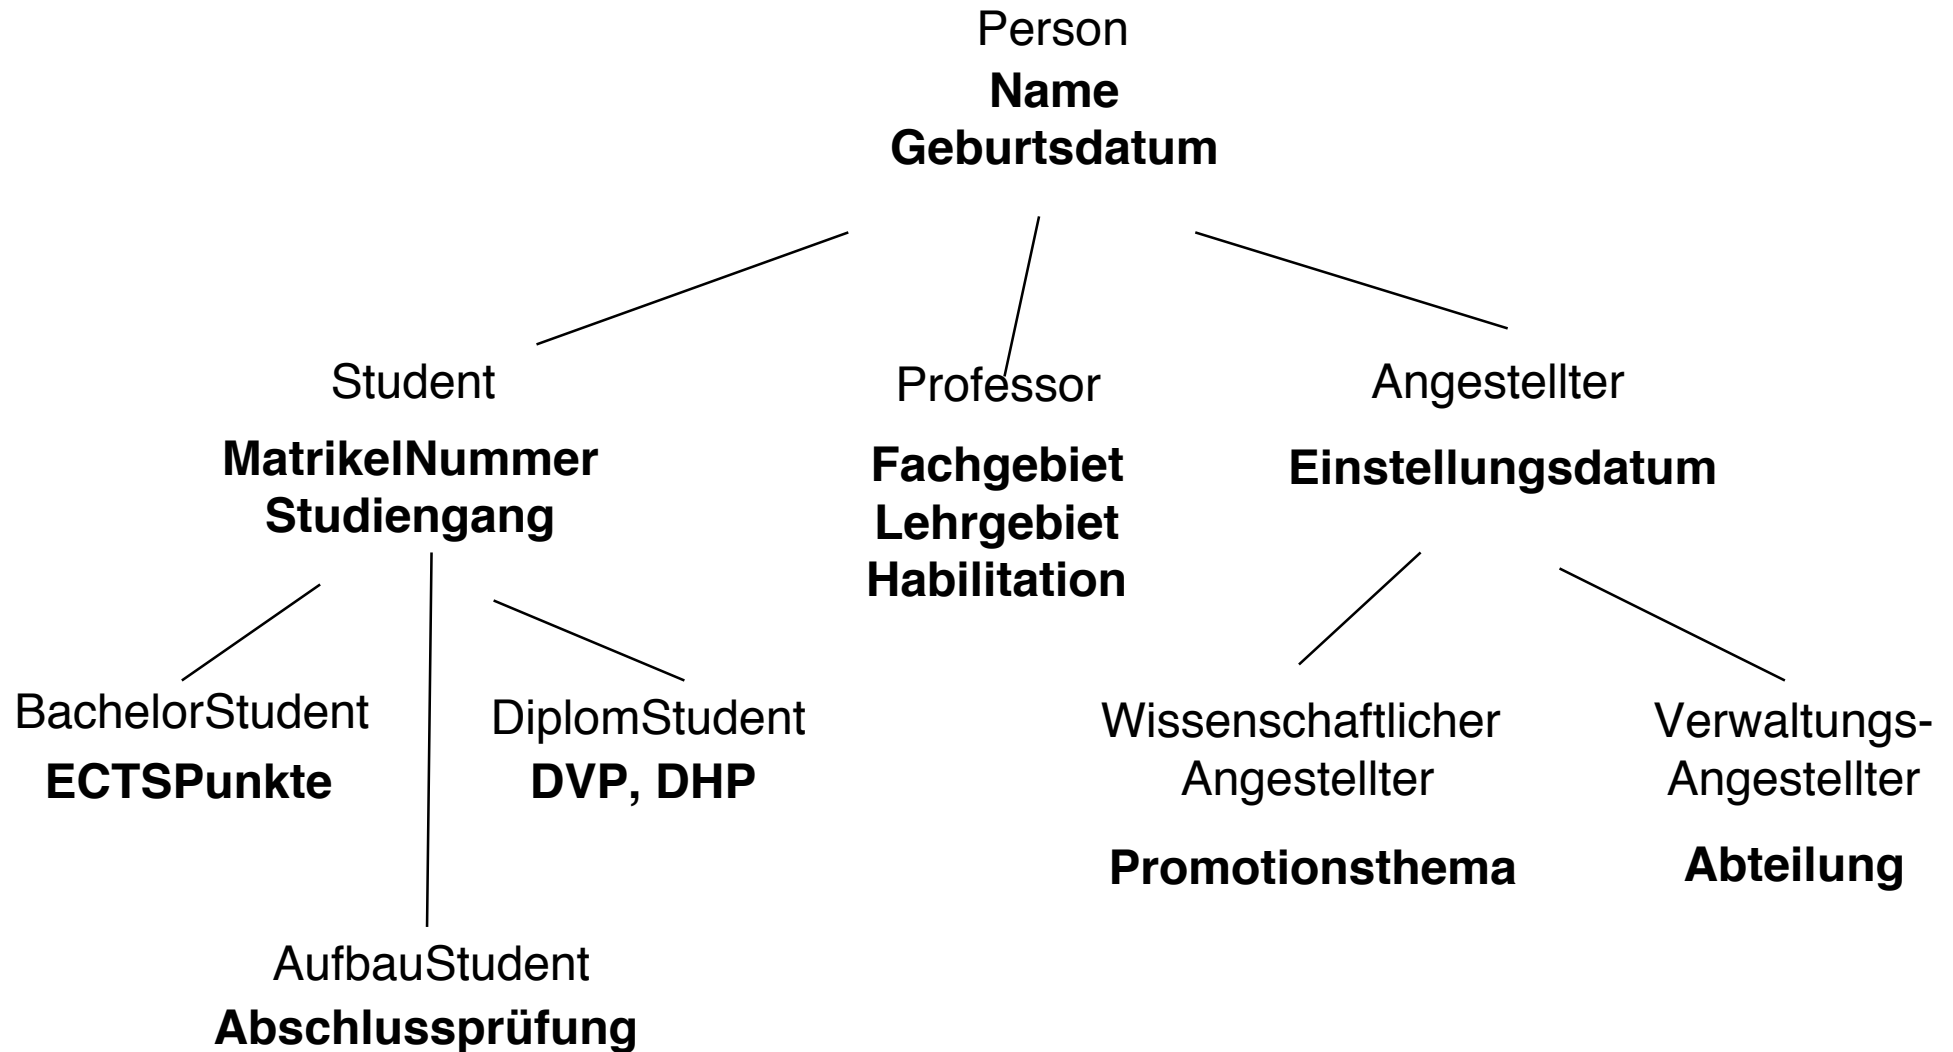 Person
Name
Geburtsdatum
Student
MatrikelNummer
Studiengang
Professor
Fachgebiet
Lehrgebiet
Habilitation
Angestellter
Einstellungsdatum
BachelorStudent
ECTSPunkte
DiplomStudent
DVP, DHP
AufbauStudent
Abschlussprüfung
Wissenschaftlicher
Angestellter
Promotionsthema
Verwaltungs-
Angestellter
Abteilung